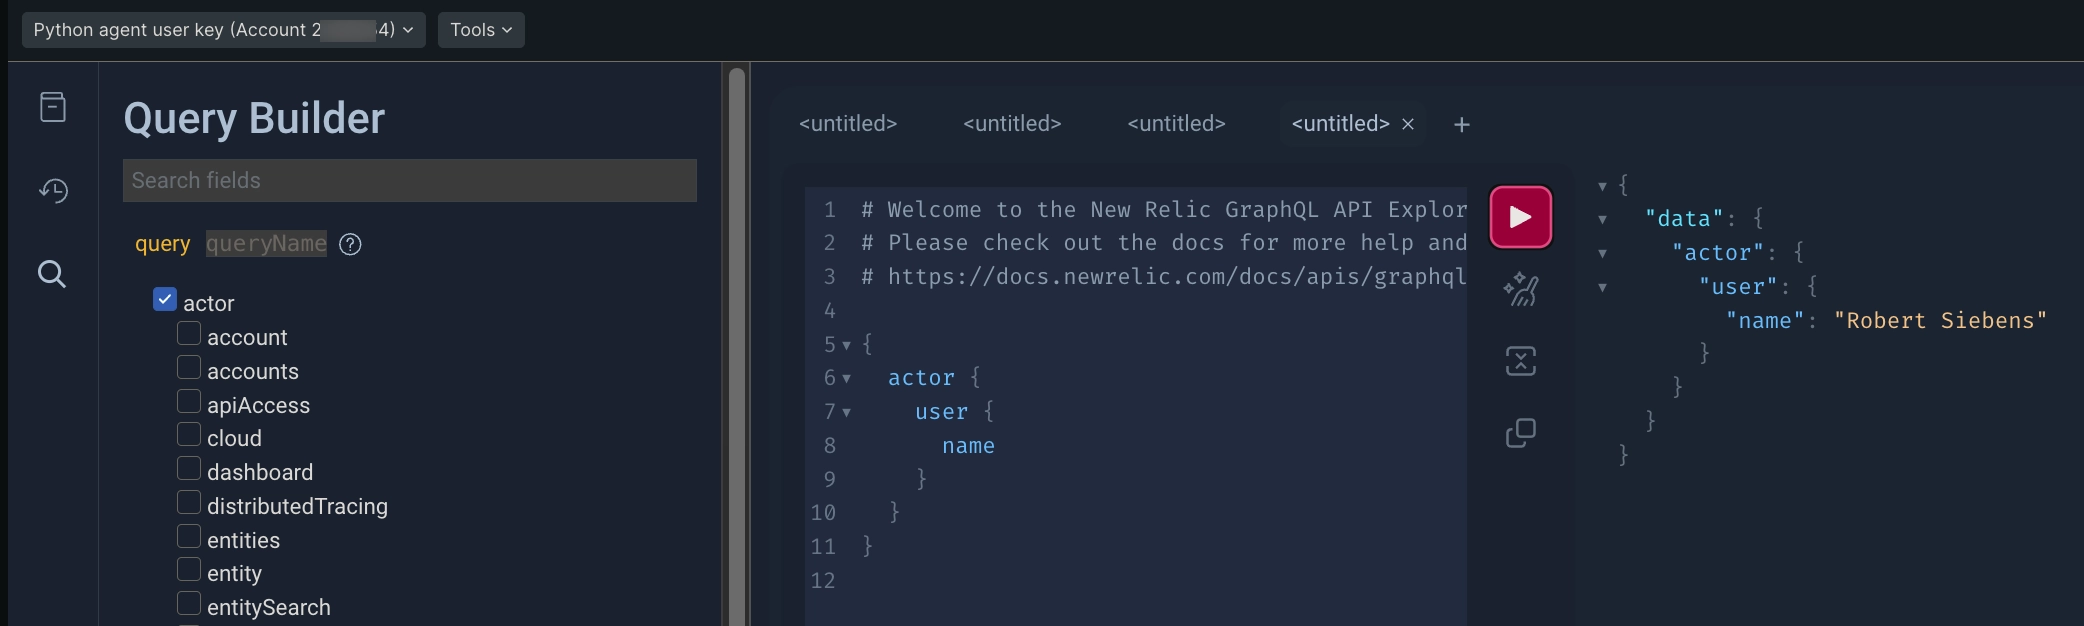 Python agent user key (Account 2 4) Tools
Query Builder
Search fields
query queryName ?
actor
account
accounts
apiAccess
cloud
dashboard
distributedTracing
entities
entity
entitySearch
<untitled> <untitled> <untitled> <untitled> × +
1 # Welcome to the New Relic GraphQL API Explor
2 # Please check out the docs for more help and
3 # https://docs.newrelic.com/docs/apis/graphql
4
5 {
6 actor {
7 user {
8 name
9 }
10 }
11 }
12
{
"data": {
"actor": {
"user": {
"name": "Robert Siebens"
}
}
}
}